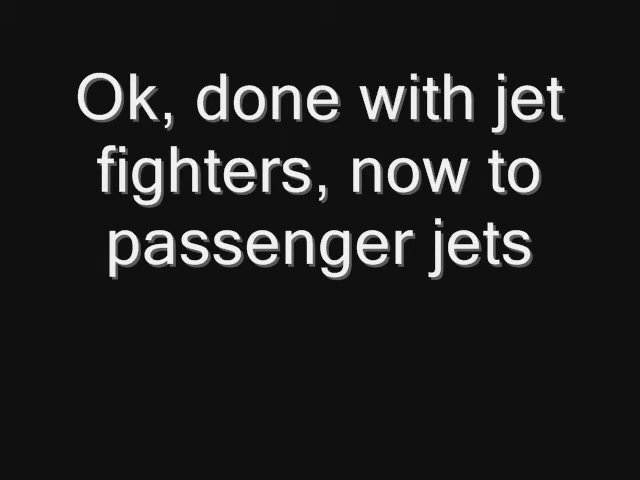 Ok, done with jet
fighters, now to
passenger jets